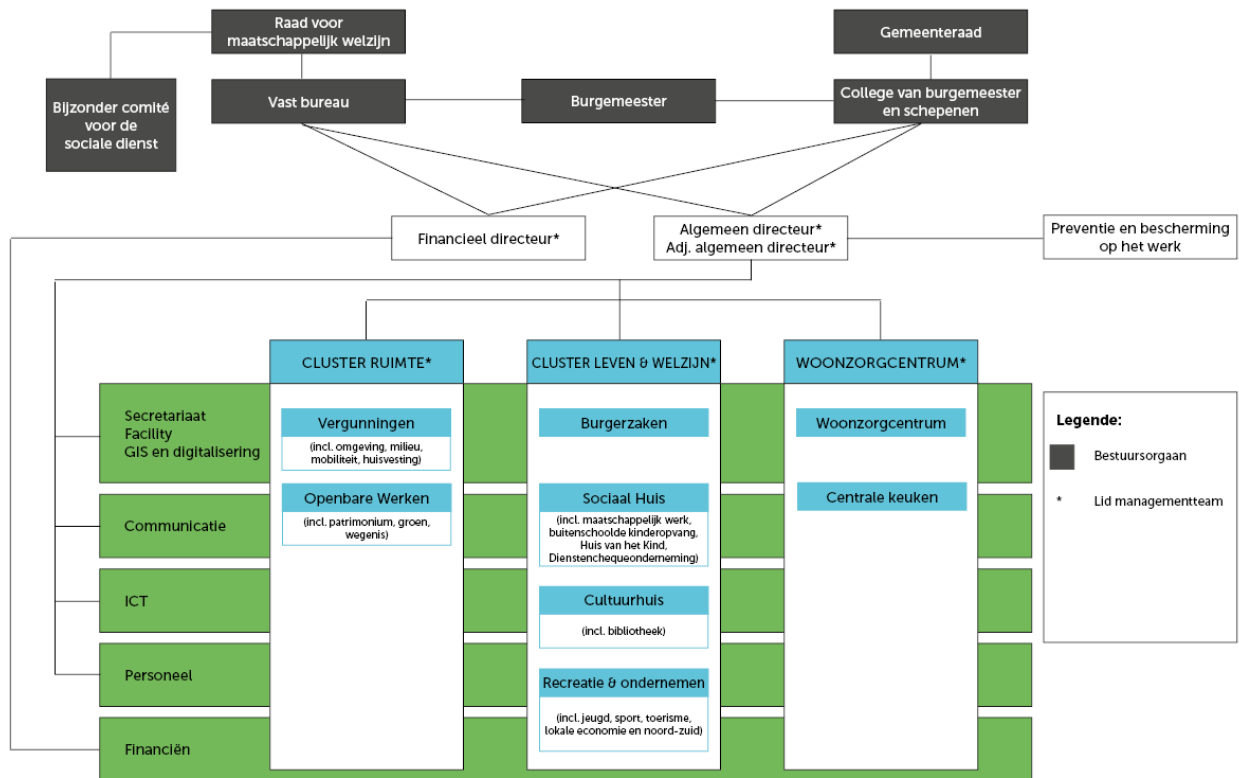 Raad voor
maatschappelijk welzijn
Gemeenteraad
Bijzonder comité
voor de
sociale dienst
Vast bureau
Burgemeester
College van burgemeester
en schepenen
Financieel directeur*
Algemeen directeur*
Adj. algemeen directeur*
Preventie en bescherming
op het werk
CLUSTER RUIMTE*
CLUSTER LEVEN & WELZIJN*
WOONZORGCENTRUM*
Secretariaat
Facility
GIS en digitalisering
Communicatie
ICT
Personeel
Financiën
Vergunningen
(incl. omgeving, milieu,
mobiliteit, huisvesting)
Openbare Werken
(incl. patrimonium, groen,
wegenis)
Burgerzaken
Sociaal Huis
(incl. maatschappelijk werk,
buitenschoolde kinderopvang,
Huis van het Kind,
Dienstenchequeonderneming)
Cultuurhuis
(incl. bibliotheek)
Recreatie & ondernemen
(incl. jeugd, sport, toerisme,
lokale economie en noord-zuid)
Woonzorgcentrum
Centrale keuken
Legende:
Bestuursorgaan
* Lid managementteam